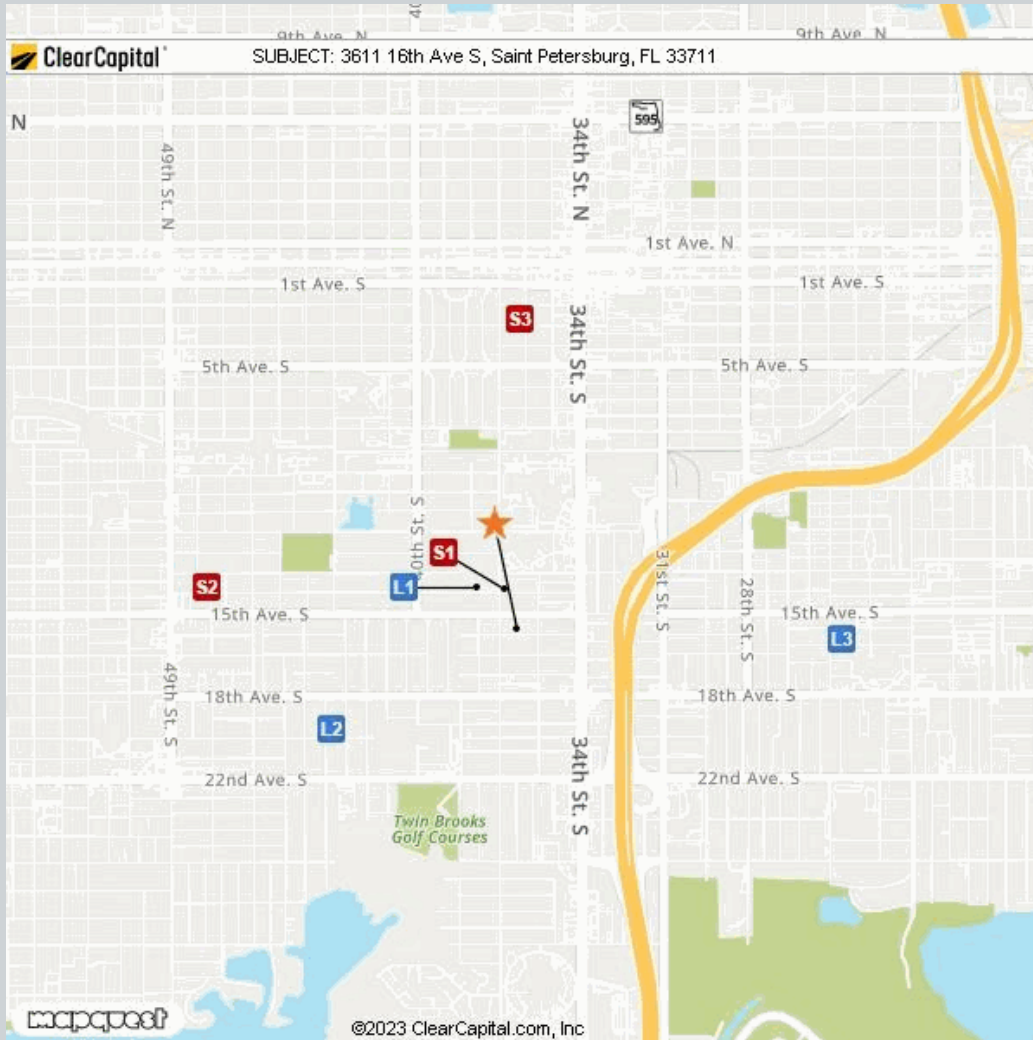 40
9th Ave. N
9th Ave. N
ClearCapital
SUBJECT: 3611 16th Ave S, Saint Petersburg, FL 33711
N
595
34th St. N
49th St. N
1st Ave. N
1st Ave. S
1st Ave. S
S3
34th St. S
5th Ave. S
5th Ave. S
40th St. S
S1
S2
L1
31st St. S
28th St. S
15th Ave. S
15th Ave. S
L3
49th St. S
18th Ave. S
18th Ave. S
L2
34th St. S
22nd Ave. S
22nd Ave. S
Twin Brooks
Golf Courses
mapquest
©2023 ClearCapital.com, Inc